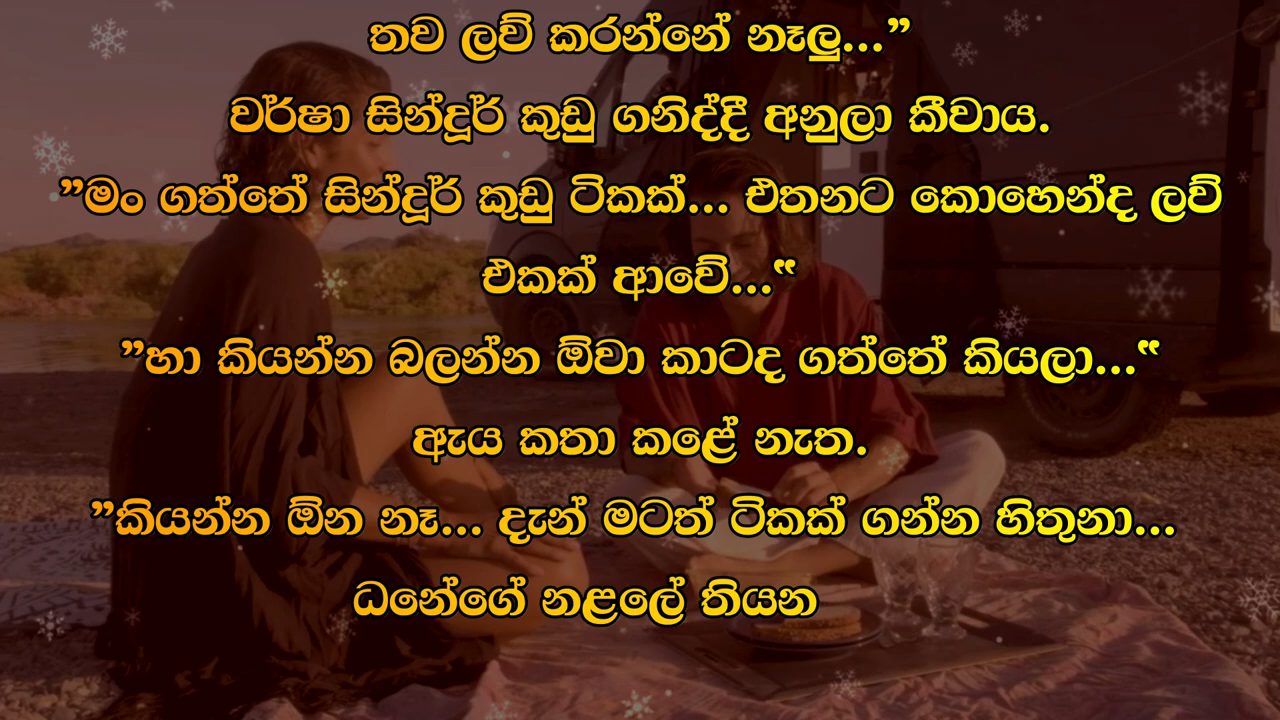 තව ලව් කරන්නේ නෑලු...”
වර්ෂා සින්දූර් කුඩු ගනිද්දී අනුලා කීවාය.
”මං ගත්තේ සින්දූර් කුඩු ටිකක්... එතනට කොහෙන්ද ලව්
එකක් ආවේ...‟
”හා කියන්න බලන්න ඕවා කාටද ගත්තේ කියලා...‟
ඇය කතා කළේ නැත.
”කියන්න ඕන නෑ... දැන් මටත් ටිකක් ගන්න හිතුනා...
ධනේගේ නළලේ තියන